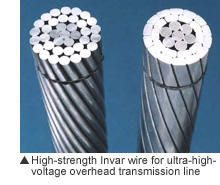 ▲High-strength Invar wire for ultra-high-
voltage overhead transmission line